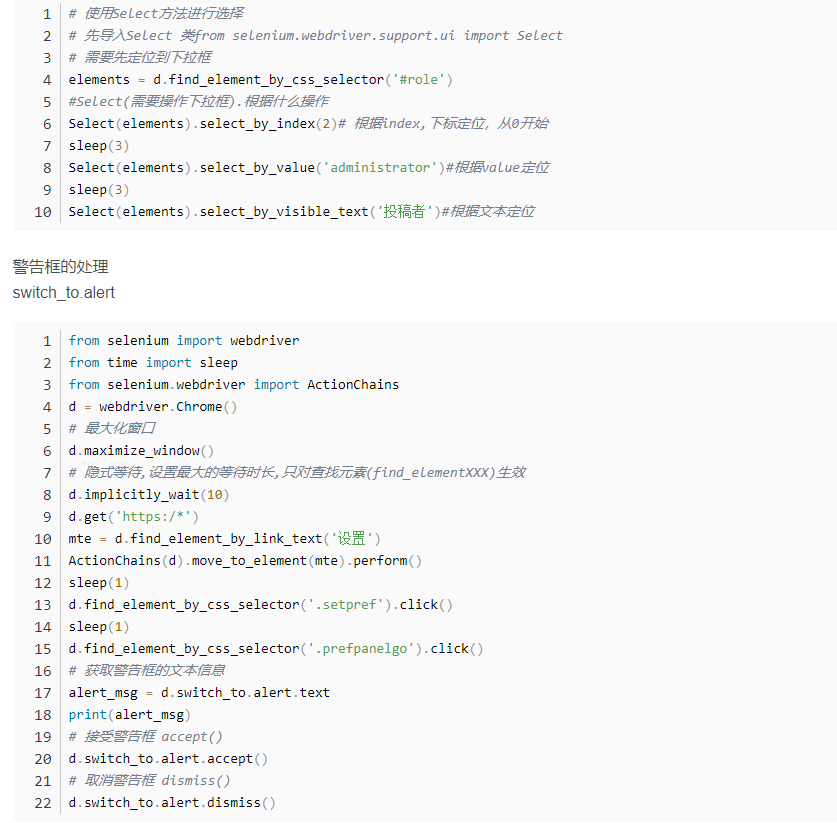 1 # 使用Select方法进行选择
2 # 先导入Select 类from selenium.webdriver.support.ui import Select
3 # 需要先定位到下拉框
4 elements = d.find_element_by_css_selector('#role')
5 #Select(需要操作下拉框).根据什么操作
6 Select(elements).select_by_index(2)# 根据index,下标定位，从0开始
7 sleep(3)
8 Select(elements).select_by_value('administrator')#根据value定位
9 sleep(3)
10 Select(elements).select_by_visible_text('投稿者')#根据文本定位
警告框的处理
switch_to.alert
1 from selenium import webdriver
2 from time import sleep
3 from selenium.webdriver import ActionChains
4 d = webdriver.Chrome()
5 # 最大化窗口
6 d.maximize_window()
7 # 隐式等待,设置最大的等待时长,只对查找元素(find_elementXXX)生效
8 d.implicitly_wait(10)
9 d.get('https:/*')
10 mte = d.find_element_by_link_text('设置')
11 ActionChains(d).move_to_element(mte).perform()
12 sleep(1)
13 d.find_element_by_css_selector('.setpref').click()
14 sleep(1)
15 d.find_element_by_css_selector('.prefpanelgo').click()
16 # 获取警告框的文本信息
17 alert_msg = d.switch_to.alert.text
18 print(alert_msg)
19 # 接受警告框 accept()
20 d.switch_to.alert.accept()
21 # 取消警告框 dismiss()
22 d.switch_to.alert.dismiss()